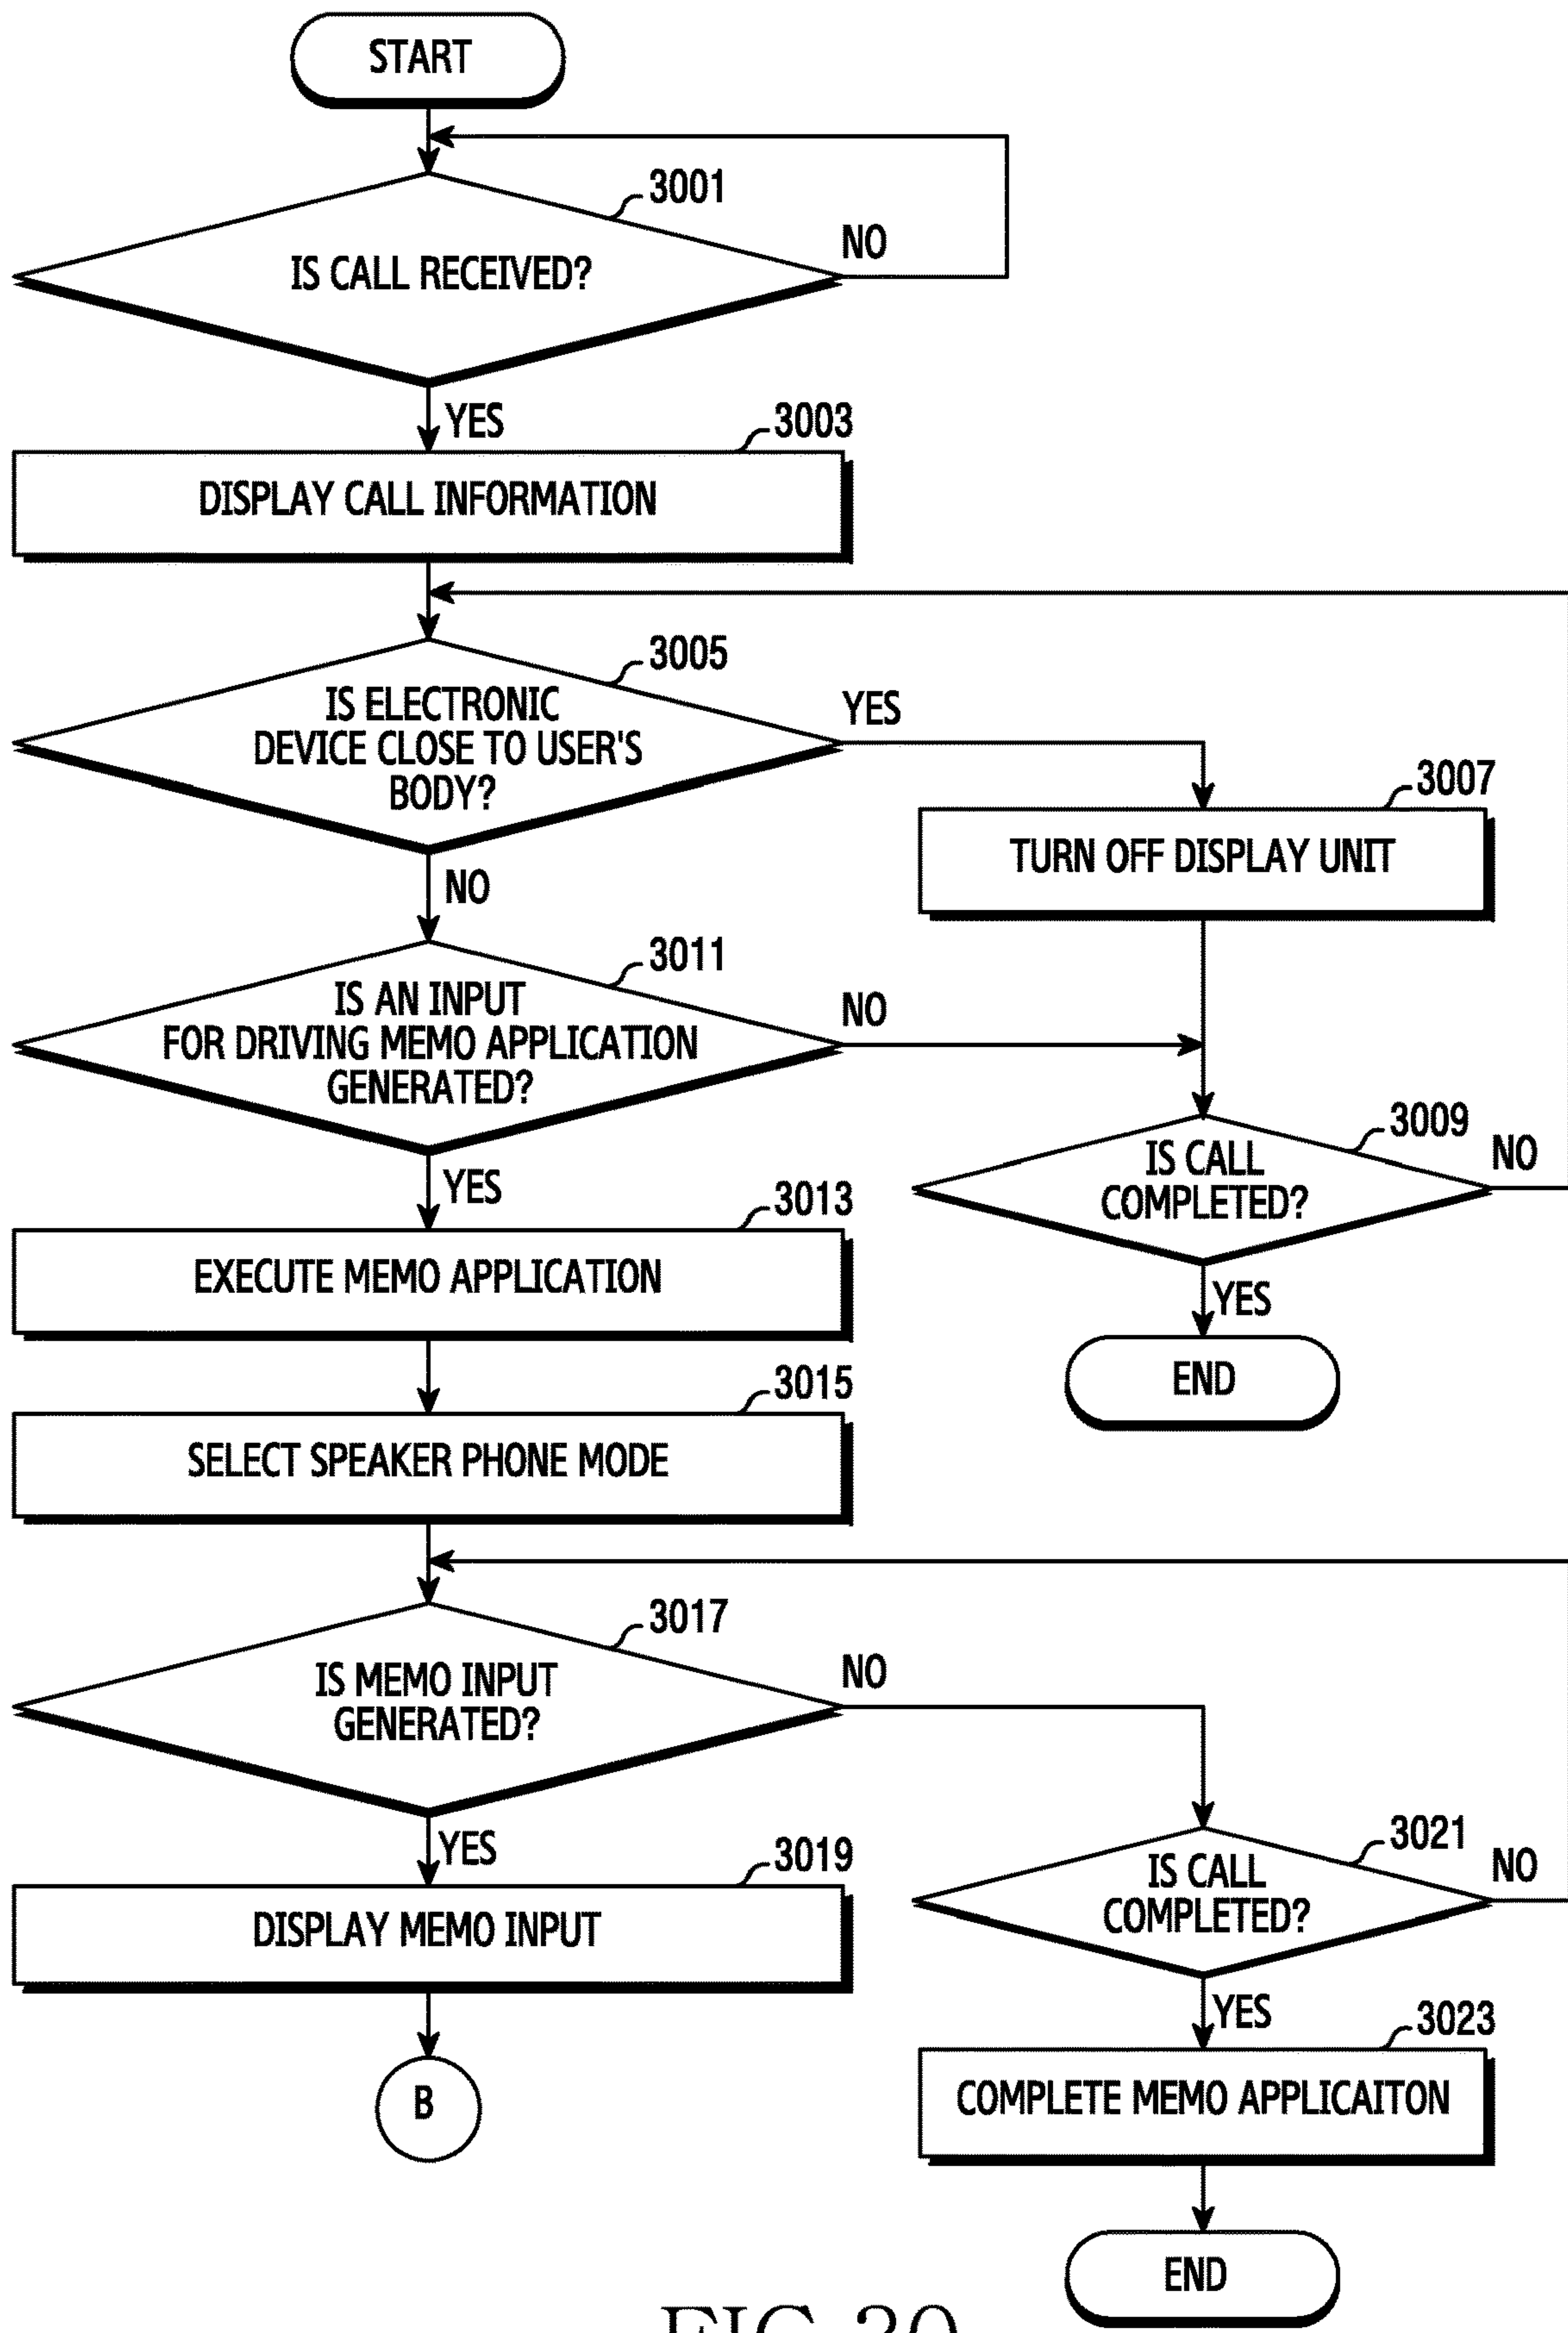 START
3001
IS CALL RECEIVED?
NO
YES
3003
DISPLAY CALL INFORMATION
3005
IS ELECTRONIC
DEVICE CLOSE TO USER'S
BODY?
YES
3007
TURN OFF DISPLAY UNIT
NO
3011
IS AN INPUT
FOR DRIVING MEMO APPLICATION
GENERATED?
NO
3009
IS CALL
COMPLETED?
NO
YES
END
YES
3013
EXECUTE MEMO APPLICATION
3015
SELECT SPEAKER PHONE MODE
3017
IS MEMO INPUT
GENERATED?
NO
YES
3019
DISPLAY MEMO INPUT
B
3021
IS CALL
COMPLETED?
NO
YES
3023
COMPLETE MEMO APPLICAITON
END